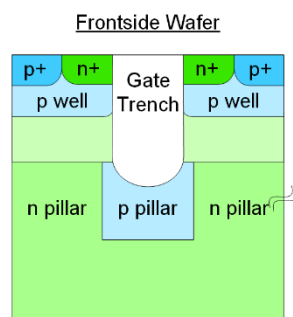 Frontside Wafer
p+ n+ Gate n+ p+
p well Trench p well
n pillar p pillar n pillar